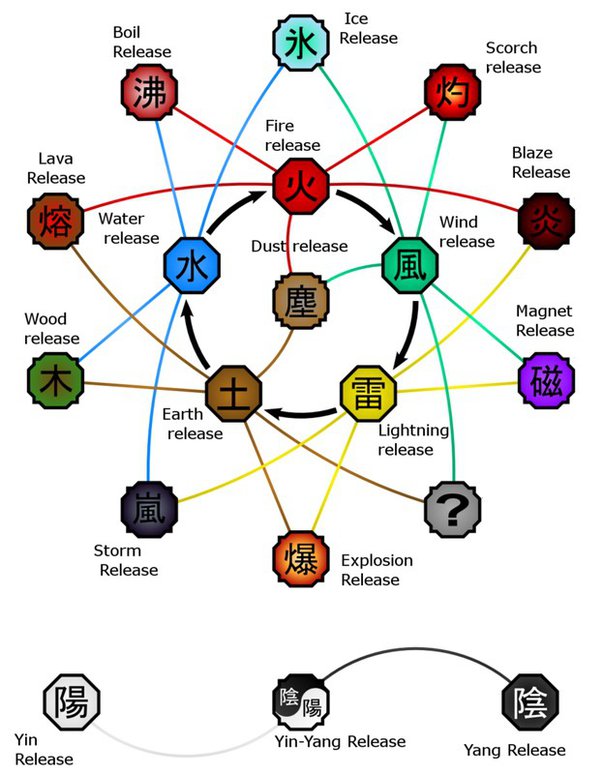 Ice
Release
氷
Boil
Release
沸
Scorch
release
灼
Fire
release
火
Lava
Release
熔
Blaze
Release
炎
Water
release
水
Dust release
塵
Wind
release
風
Wood
release
木
Magnet
Release
磁
Earth
release
土
Lightning
release
雷
Storm
Release
嵐
?
Explosion
Release
爆
陽
Yin
Release
陰
陽
Yin-Yang Release
陰
Yang Release